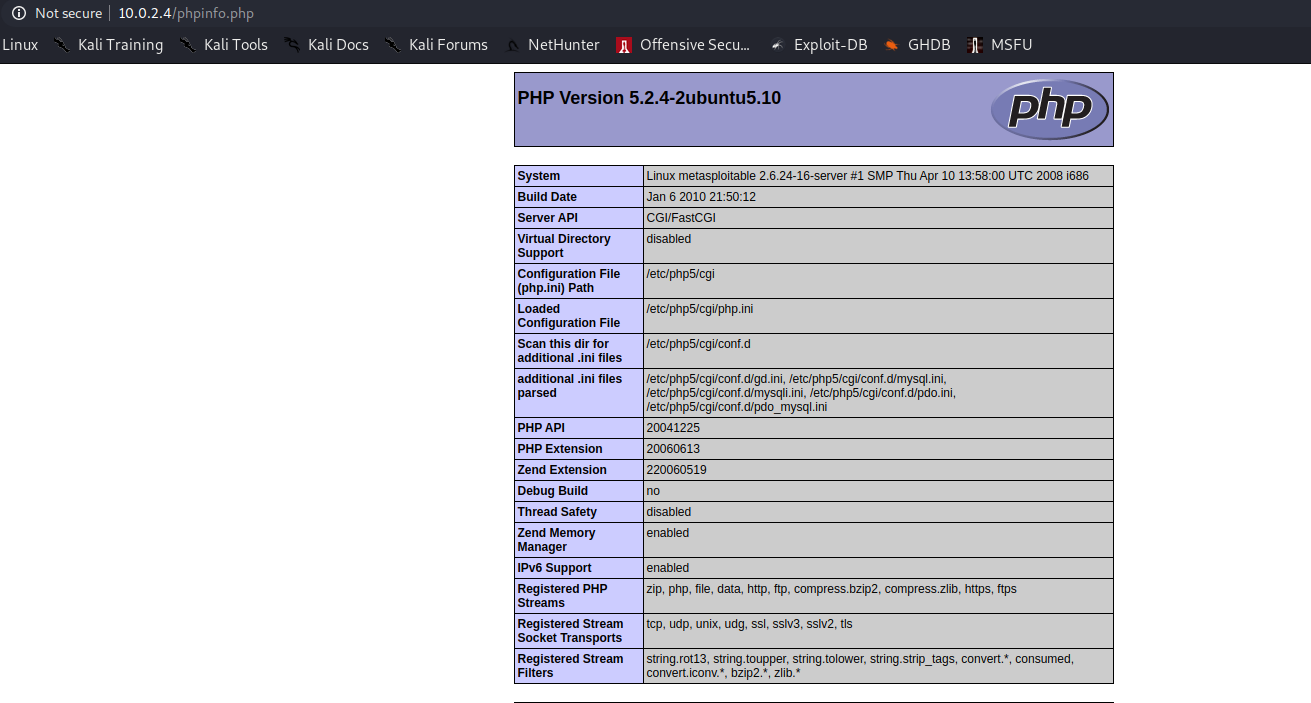 Not secure 10.0.2.4/phpinfo.php
Linux Kali Training Kali Tools Kali Docs Kali Forums NetHunter Offensive Secu... Exploit-DB GHDB MSFU
PHP Version 5.2.4-2ubuntu5.10
php
System Linux metasploitable 2.6.24-16-server #1 SMP Thu Apr 10 13:58:00 UTC 2008 i686
Build Date Jan 6 2010 21:50:12
Server API CGI/FastCGI
Virtual Directory disabled
Support
Configuration File /etc/php5/cgi
(php.ini) Path
Loaded /etc/php5/cgi/php.ini
Configuration File
Scan this dir for /etc/php5/cgi/conf.d
additional .ini files
additional .ini files /etc/php5/cgi/conf.d/gd.ini, /etc/php5/cgi/conf.d/mysql.ini,
parsed /etc/php5/cgi/conf.d/mysqli.ini, /etc/php5/cgi/conf.d/pdo.ini,
/etc/php5/cgi/conf.d/pdo_mysql.ini
PHP API 20041225
PHP Extension 20060613
Zend Extension 220060519
Debug Build no
Thread Safety disabled
Zend Memory enabled
Manager
IPv6 Support enabled
Registered PHP zip, php, file, data, http, ftp, compress.bzip2, compress.zlib, https, ftps
Streams
Registered Stream tcp, udp, unix, udg, ssl, sslv3, sslv2, tls
Socket Transports
Registered Stream string.rot13, string.toupper, string.tolower, string.strip_tags, convert.*, consumed,
Filters convert.iconv.*, bzip2.*, zlib.*